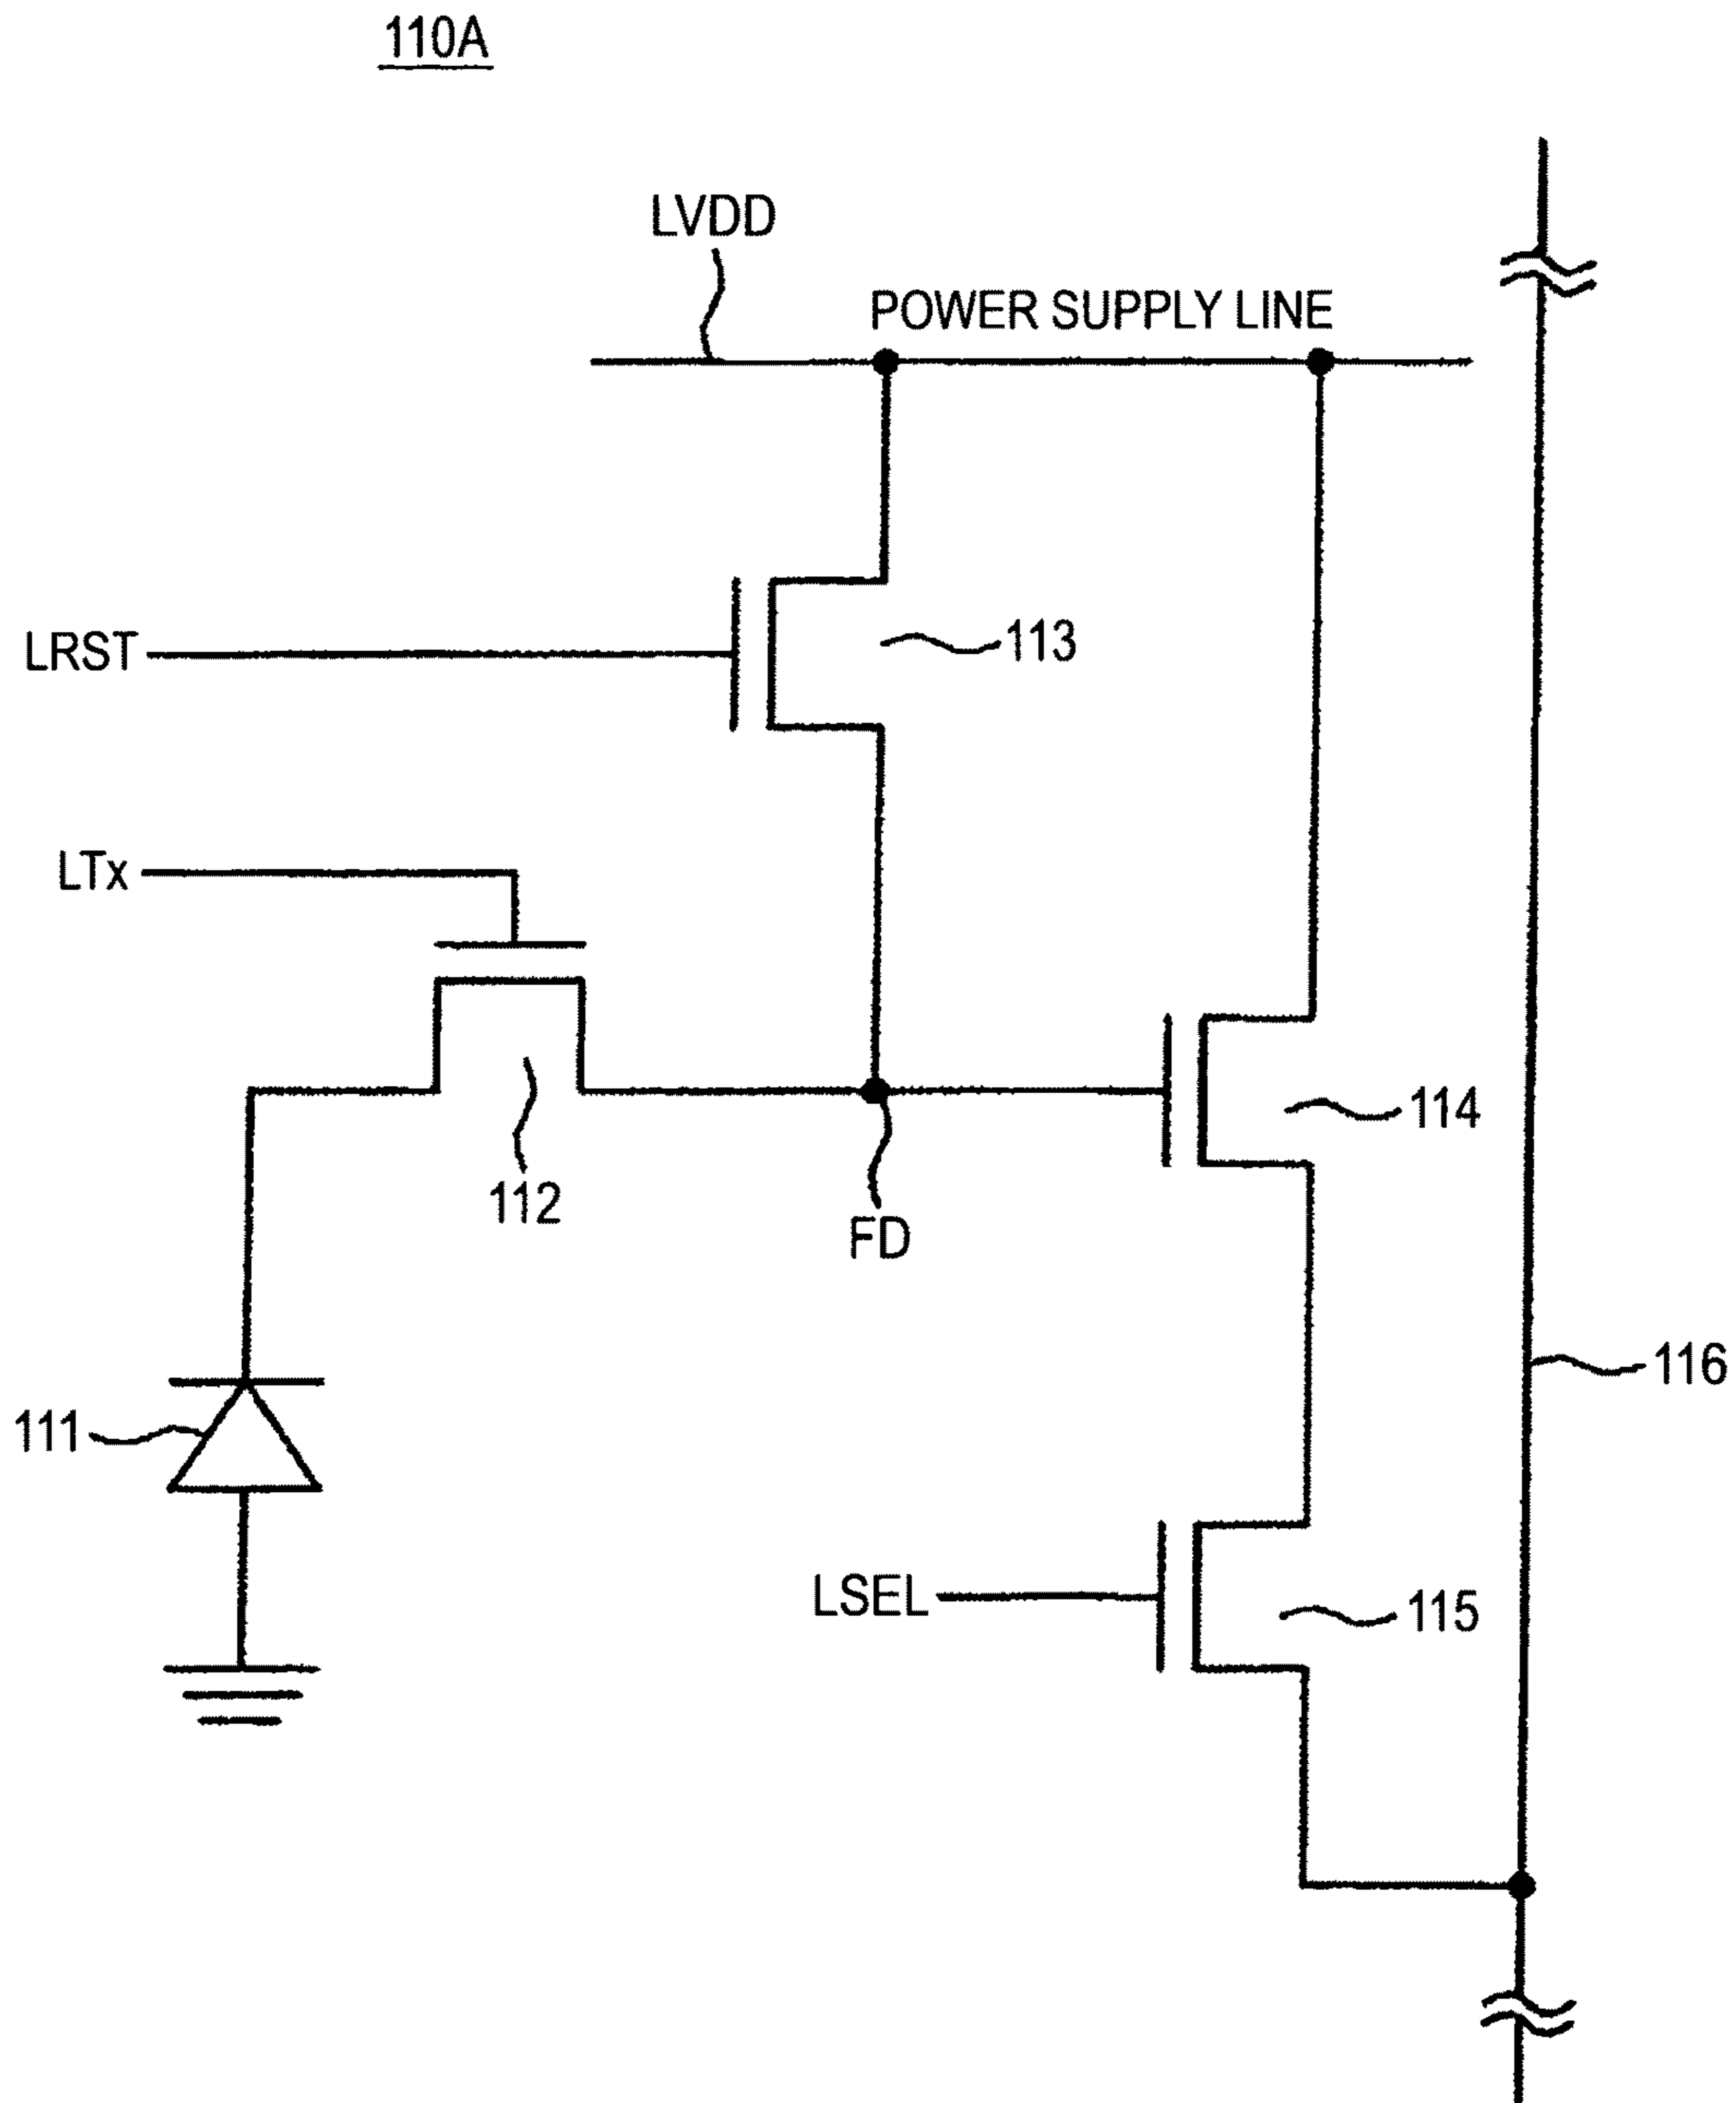 110A
LVDD
POWER SUPPLY LINE
LRST
113
LTx
112
FD
114
116
111
LSEL
115